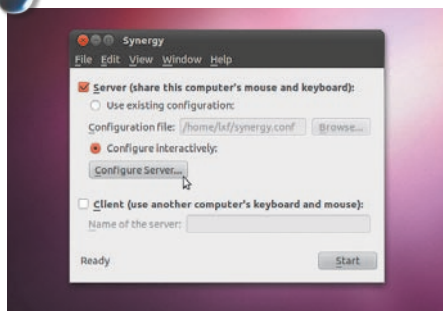 Synergy
File Edit View Window Help
Server (share this computer's mouse and keyboard):
Use existing configuration:
Configuration file: /home/lxf/synergy.conf Browse...
Configure interactively:
Configure Server...
Client (use another computer's keyboard and mouse):
Name of the server:
Ready Start